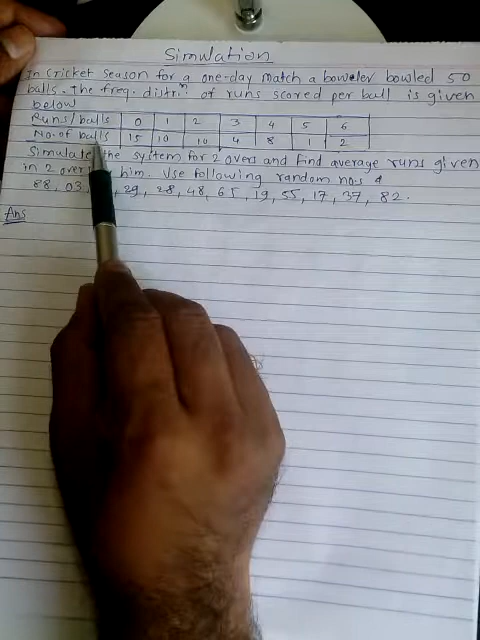 Simulation
In Cricket season for a one-day match a boweler bowled 50
balls. The freq. distriⁿ of runs scored per ball is given
below
Runs/balls 0 1 2 3 4 5 6
No. of balls 15 10 10 4 8 1 2
Simulate the system for 2 overs and find average runs given
in 2 over him. Use following random no.s
88, 03, 29, 28, 48, 65, 19, 55, 17, 37, 82.
Ans